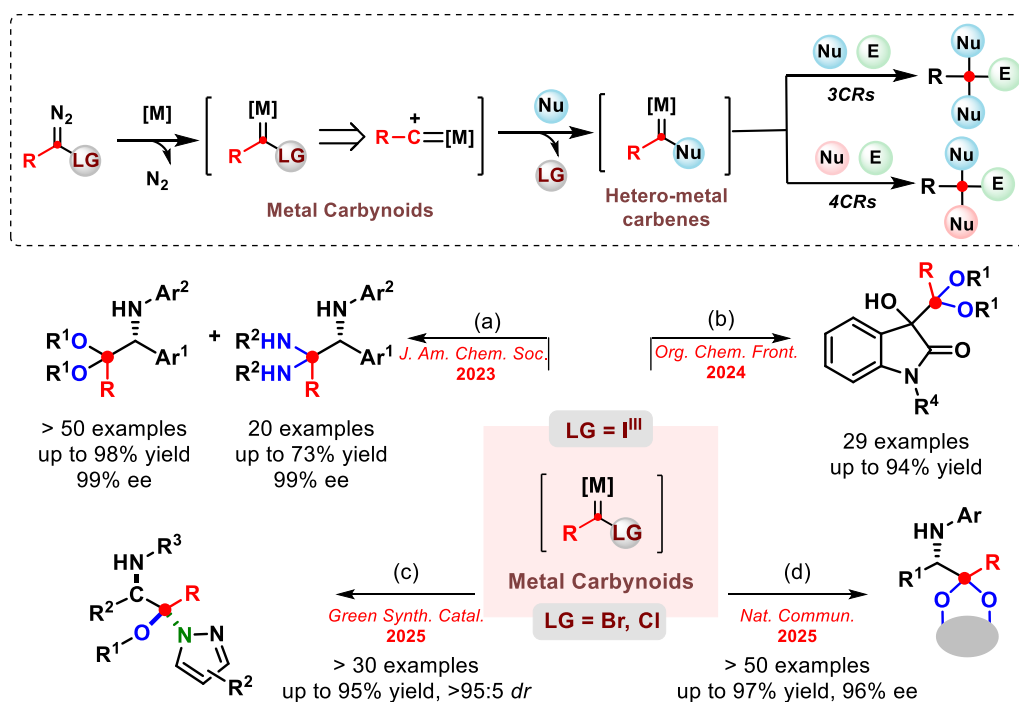 N2
R
LG
[M]
N2
[M]
R
LG
+
R–C=[M]
Nu
LG
[M]
R
Nu
Metal Carbynoids
Hetero-metal
carbenes
Nu E
3CRs
Nu
R
E
Nu
Nu E
4CRs
Nu
R
E
Nu
HN–Ar²
R¹O
R¹O
Ar¹
R
+
HN–Ar²
R²HN
R²HN
Ar¹
R
(a)
J. Am. Chem. Soc.
2023
(b)
Org. Chem. Front.
2024
R
HO
OR¹
OR¹
O
N
R⁴
> 50 examples
up to 98% yield
99% ee
20 examples
up to 73% yield
99% ee
29 examples
up to 94% yield
LG = Iᴵᴵᴵ
[M]
R
LG
Metal Carbynoids
LG = Br, Cl
HN–R³
R²
C
R
O
R¹
N
N
R²
(c)
Green Synth. Catal.
2025
> 30 examples
up to 95% yield, >95:5 dr
(d)
Nat. Commun.
2025
> 50 examples
up to 97% yield, 96% ee
HN–Ar
R¹
R
O
O